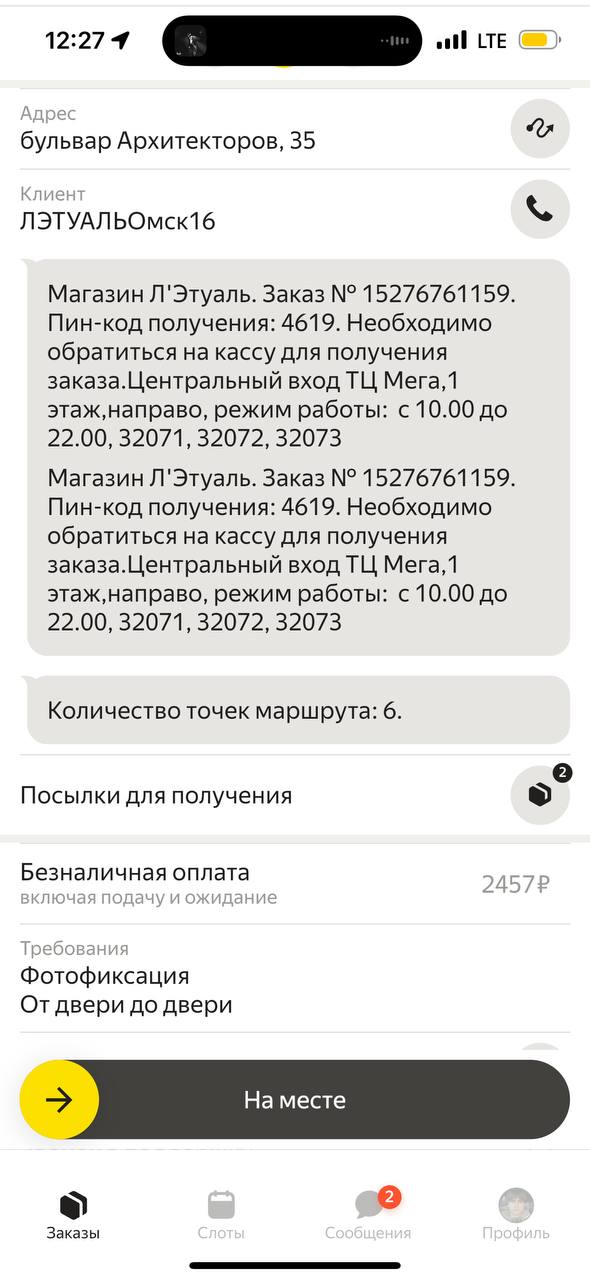 12:27
LTE
Адрес
бульвар Архитекторов, 35
Клиент
ЛЭТУАЛЬОмск16
Магазин Л'Этуаль. Заказ № 15276761159.
Пин-код получения: 4619. Необходимо
обратиться на кассу для получения
заказа.Центральный вход ТЦ Мега,1
этаж,направо, режим работы:  с 10.00 до
22.00, 32071, 32072, 32073
Магазин Л'Этуаль. Заказ № 15276761159.
Пин-код получения: 4619. Необходимо
обратиться на кассу для получения
заказа.Центральный вход ТЦ Мега,1
этаж,направо, режим работы:  с 10.00 до
22.00, 32071, 32072, 32073
Количество точек маршрута: 6.
2
Посылки для получения
Безналичная оплата
2457₽
включая подачу и ожидание
Требования
Фотофиксация
От двери до двери
На месте
2
Заказы
Слоты
Сообщения
Профиль